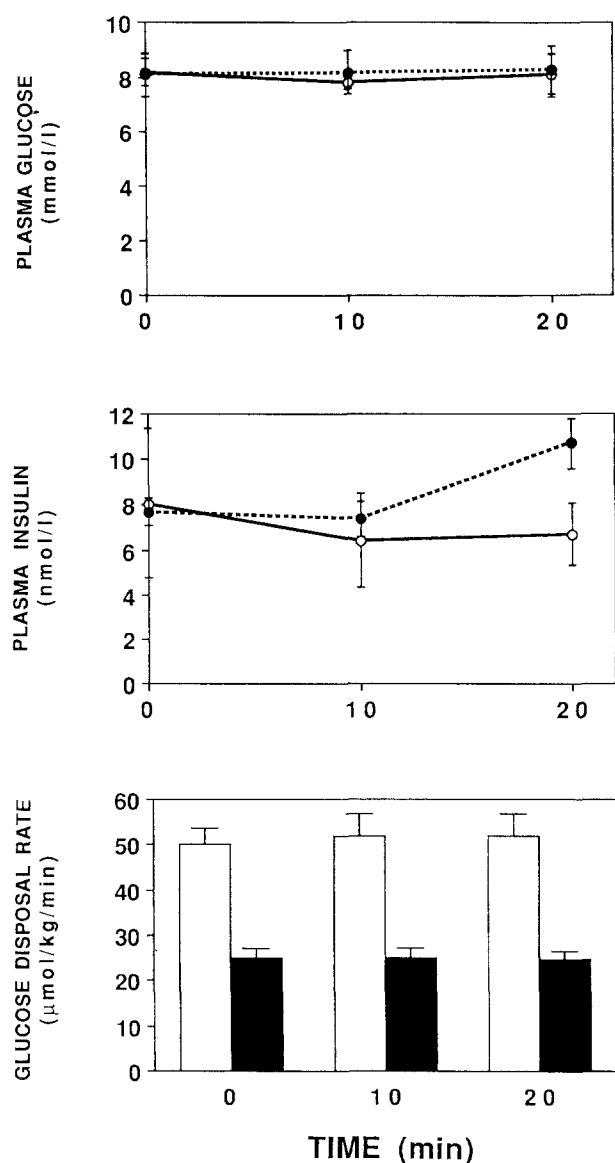 PLASMA GLUCOSE
(mmol/l)
10
8
6
4
2
0
0 10 20
PLASMA INSULIN
(nmol/l)
12
10
8
6
4
2
0
0 10 20
GLUCOSE DISPOSAL RATE
(μmol/kg/min)
60
50
40
30
20
10
0
0 10 20
TIME (min)